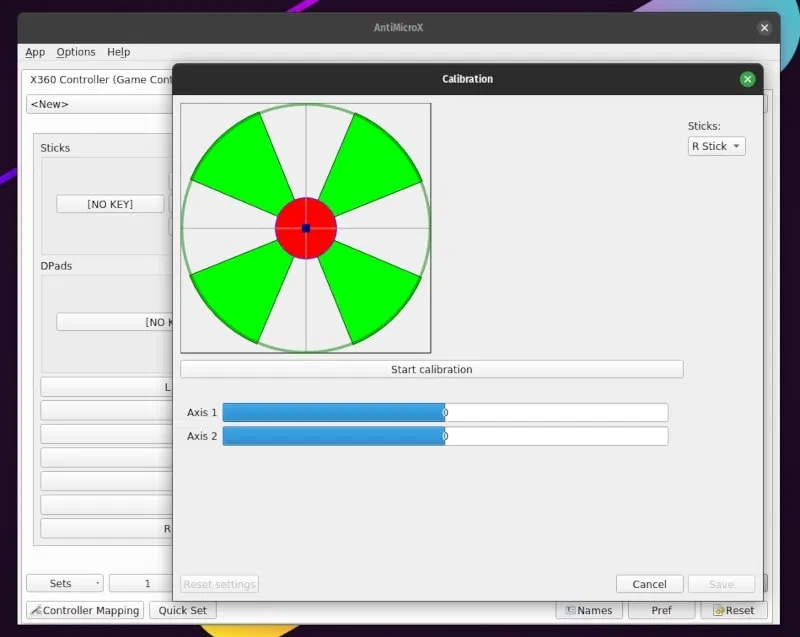 AntiMicroX
App Options Help
Calibration
X360 Controller (Game Cont
<New>
Sticks
[NO KEY]
DPads
[NO K
L
R
Sticks:
R Stick
Start calibration
Axis 1 0
Axis 2 0
Reset settings Cancel Save
Sets 1
Controller Mapping Quick Set Names Pref Reset